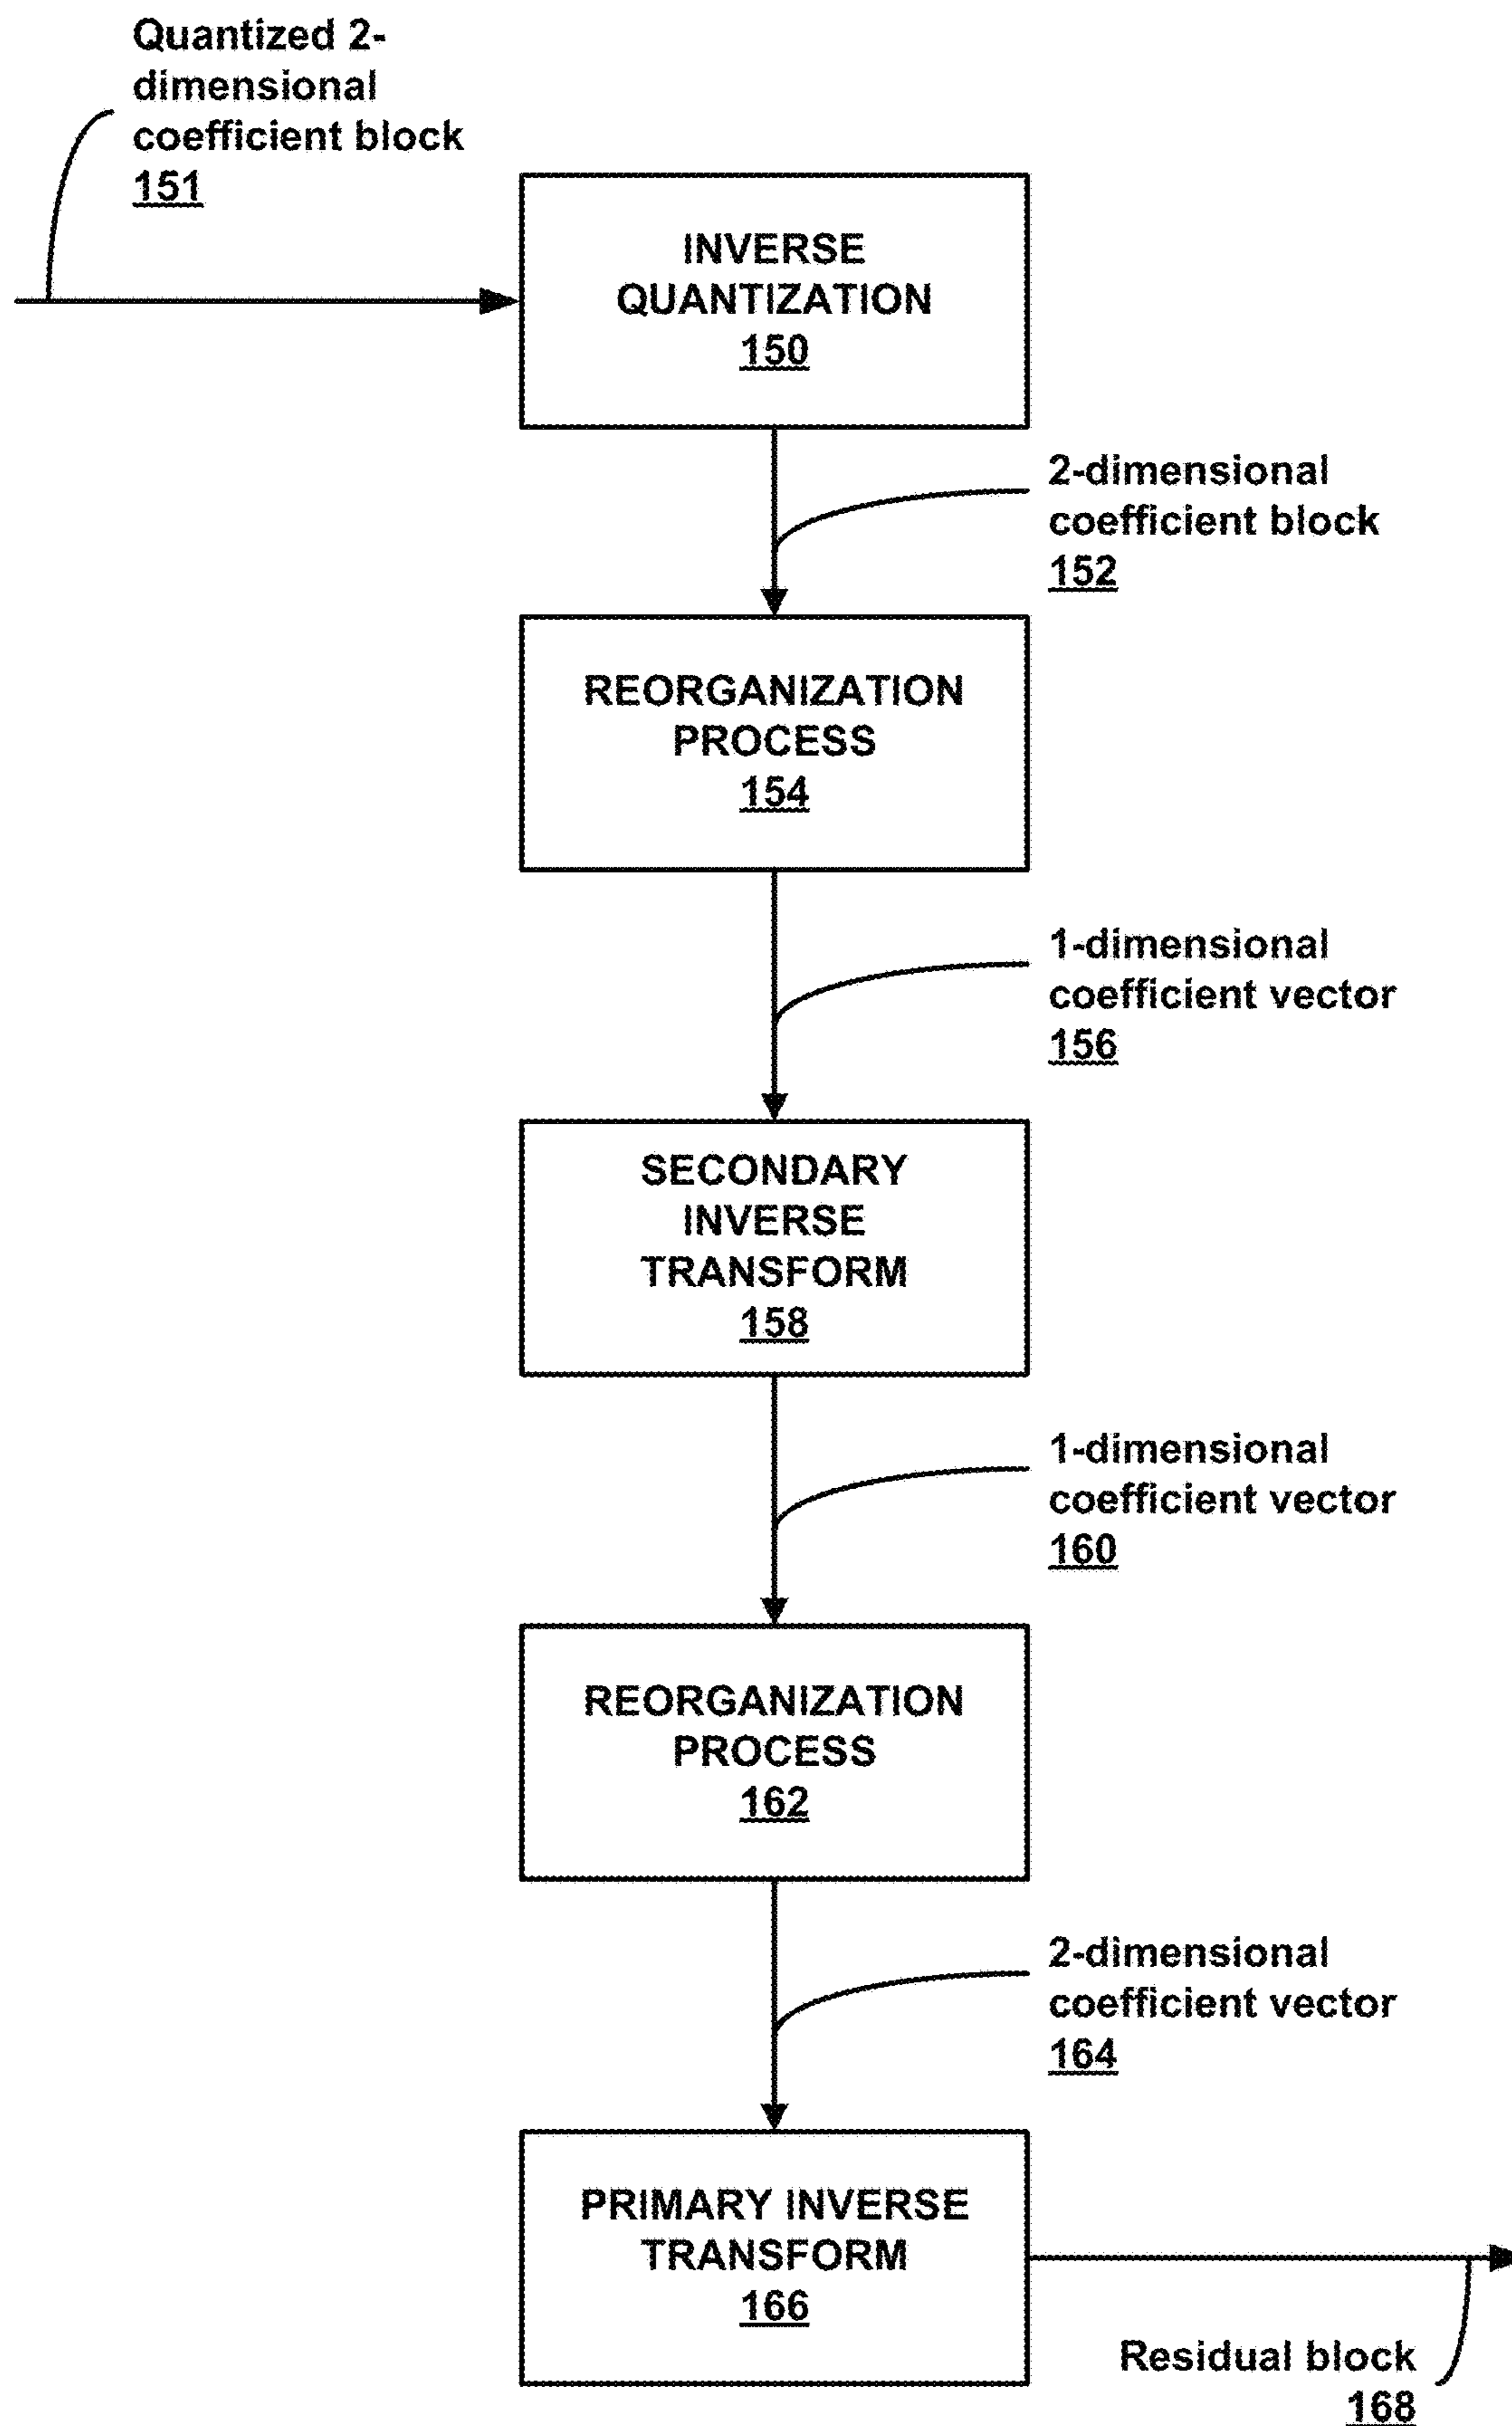 Quantized 2-
dimensional
coefficient block
151
INVERSE
QUANTIZATION
150
2-dimensional
coefficient block
152
REORGANIZATION
PROCESS
154
1-dimensional
coefficient vector
156
SECONDARY
INVERSE
TRANSFORM
158
1-dimensional
coefficient vector
160
REORGANIZATION
PROCESS
162
2-dimensional
coefficient vector
164
PRIMARY INVERSE
TRANSFORM
166
Residual block
168